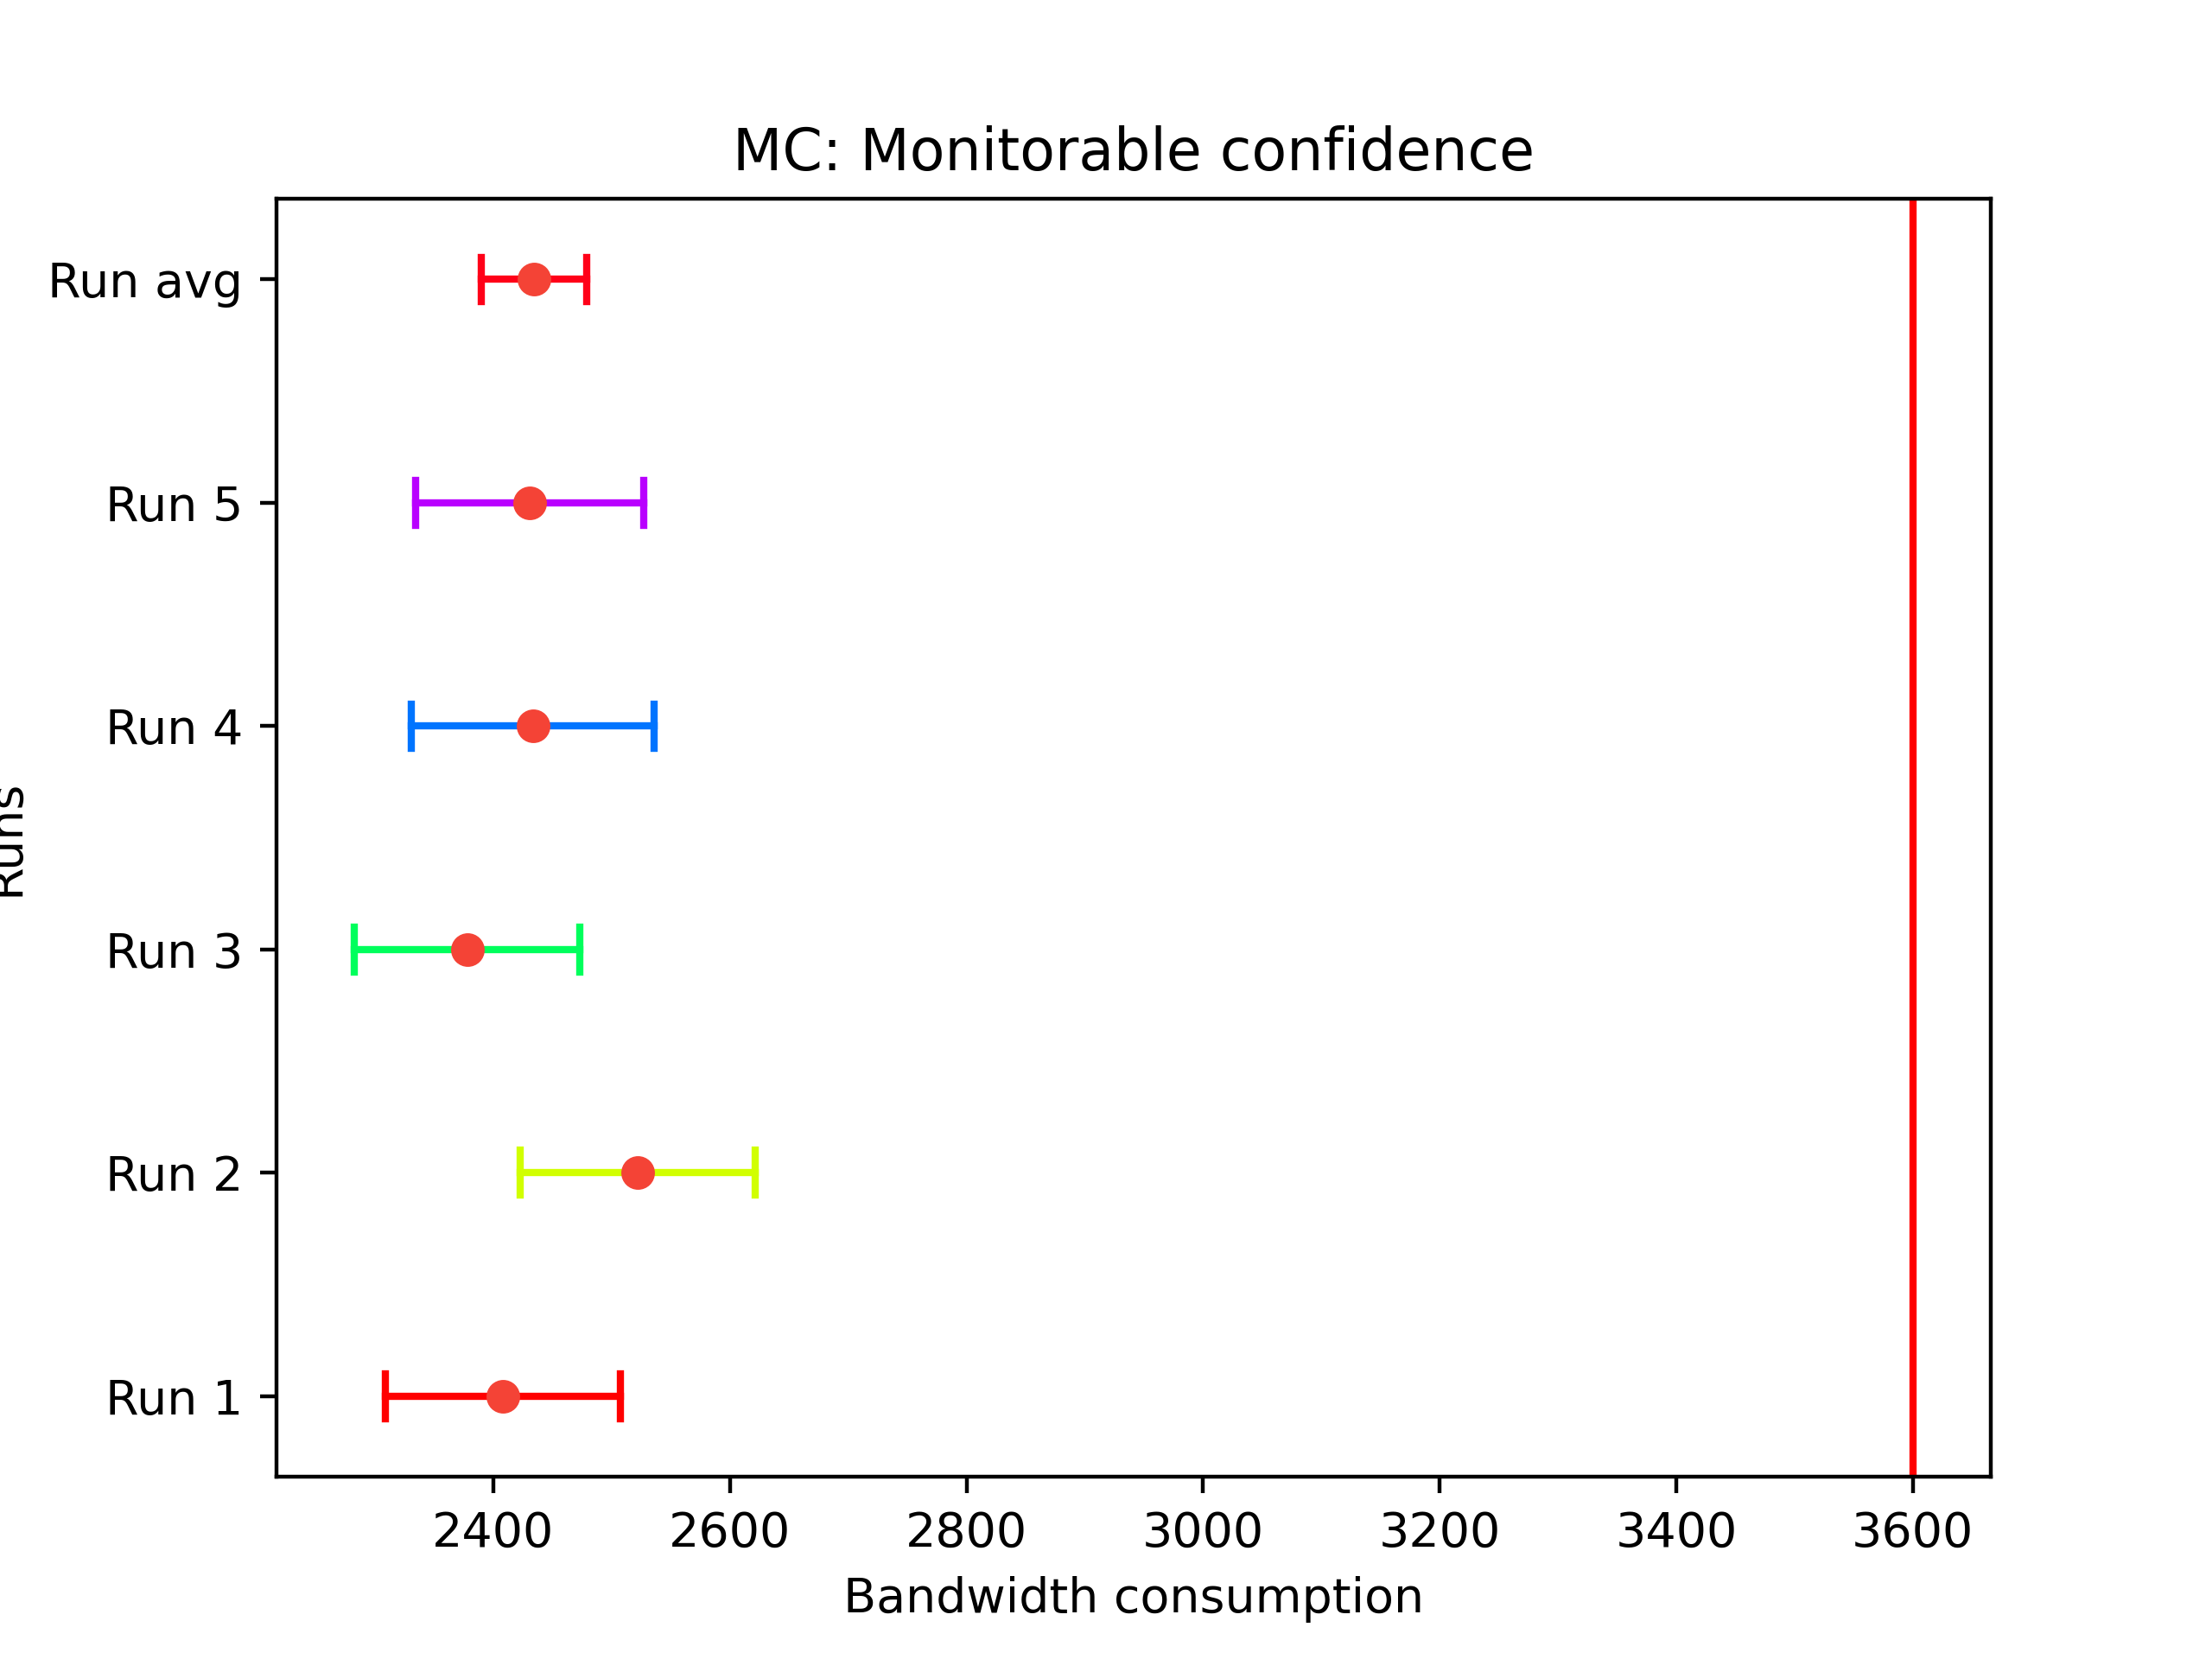 MC: Monitorable confidence
Run avg
Run 5
Run 4
Runs
Run 3
Run 2
Run 1
2400 2600 2800 3000 3200 3400 3600
Bandwidth consumption